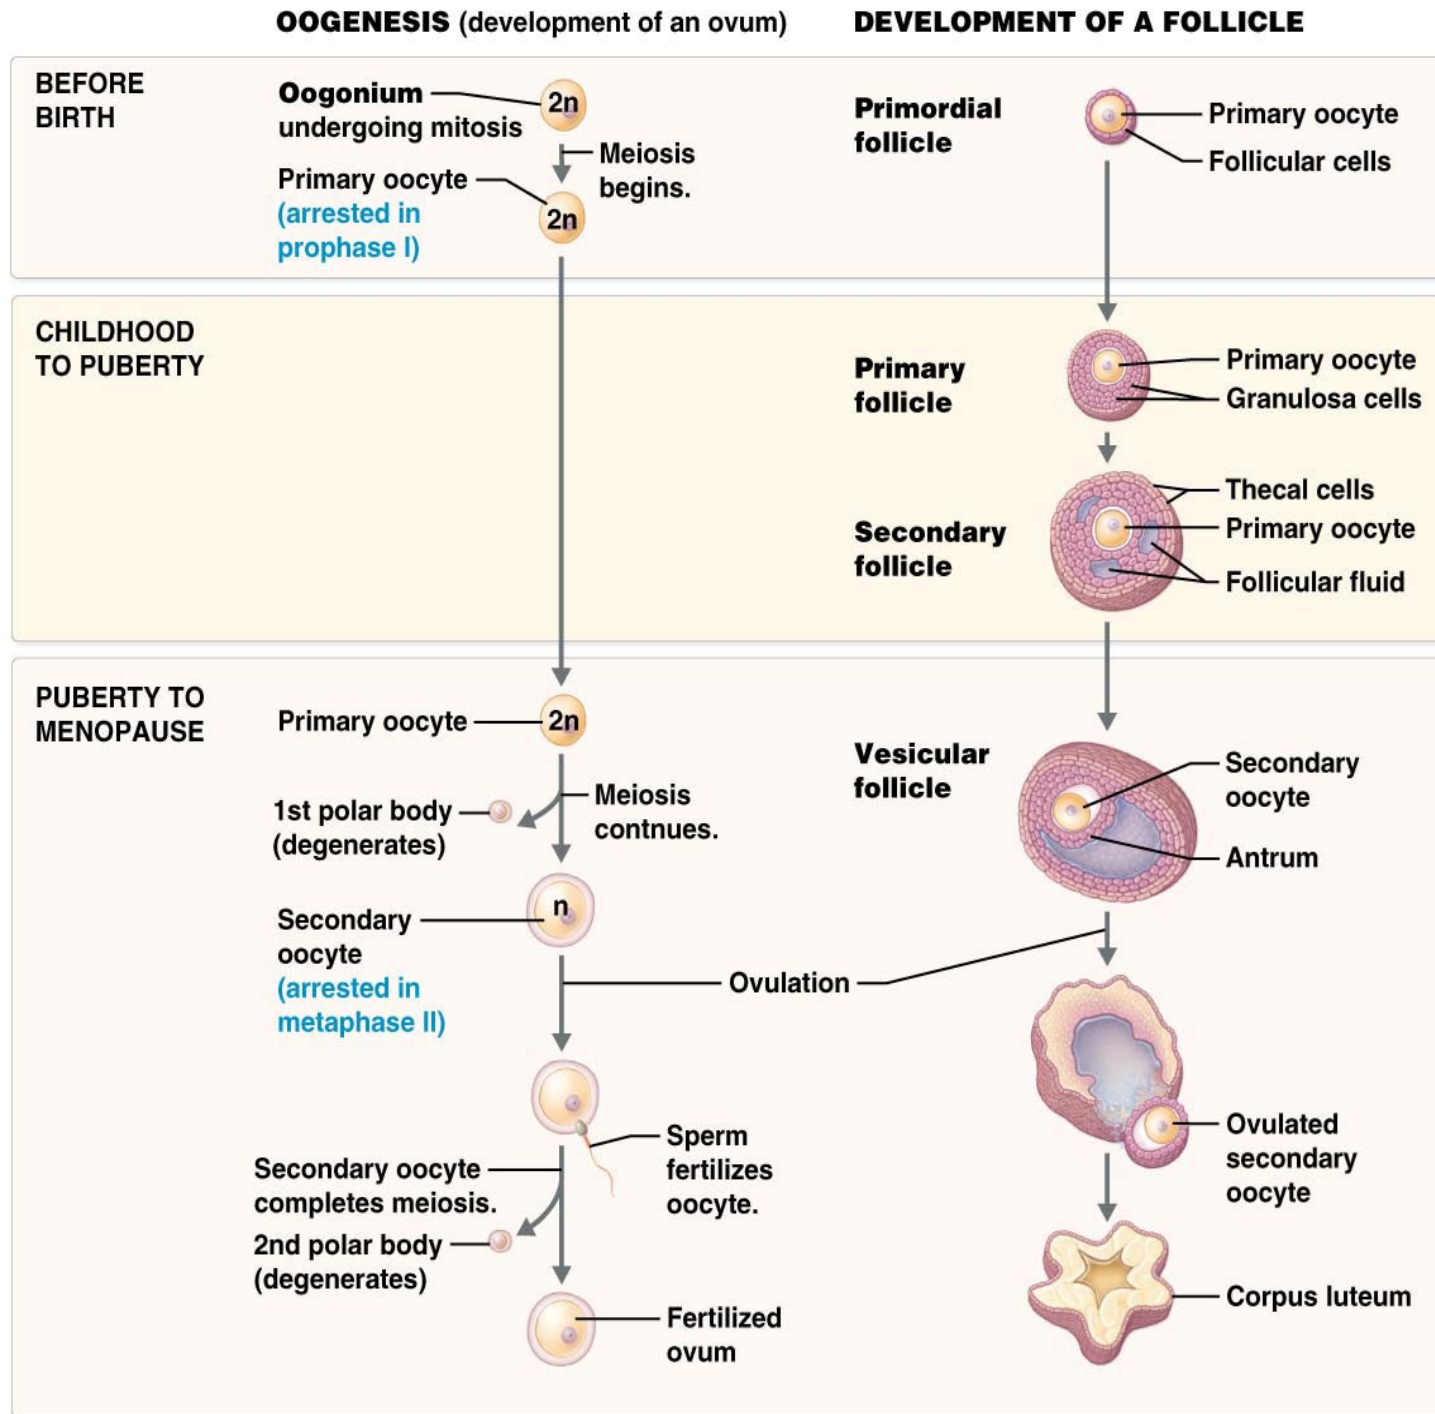 OOGENESIS (development of an ovum)
DEVELOPMENT OF A FOLLICLE
BEFORE
BIRTH
Oogonium
undergoing mitosis
2n
Meiosis
begins.
Primary oocyte
(arrested in
prophase I)
2n
Primordial
follicle
Primary oocyte
Follicular cells
CHILDHOOD
TO PUBERTY
Primary
follicle
Primary oocyte
Granulosa cells
Secondary
follicle
Thecal cells
Primary oocyte
Follicular fluid
PUBERTY TO
MENOPAUSE
Primary oocyte
2n
1st polar body
(degenerates)
Meiosis
contnues.
Secondary
oocyte
(arrested in
metaphase II)
n
Vesicular
follicle
Secondary
oocyte
Antrum
Ovulation
Sperm
fertilizes
oocyte.
Secondary oocyte
completes meiosis.
2nd polar body
(degenerates)
Fertilized
ovum
Ovulated
secondary
oocyte
Corpus luteum